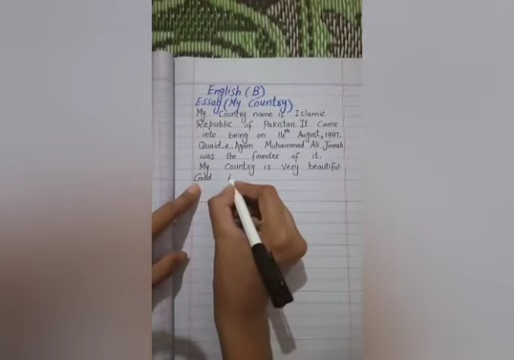 English (B)
Essay (My Country)
My Country name is Islamic
Republic of Pakistan. It Came
into being on 14th August, 1947.
Quaid-e-Azam Muhammad Ali Jinnah
was the founder of it.
My Country is very beautiful.